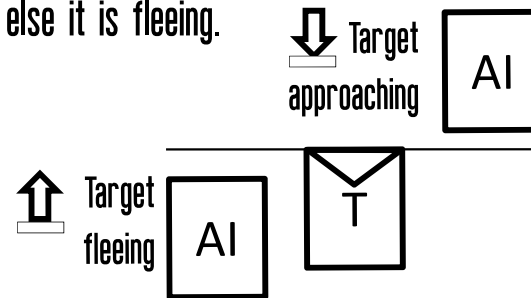 else it is fleeing.
Target
approaching
AI
Target
fleeing
AI
T